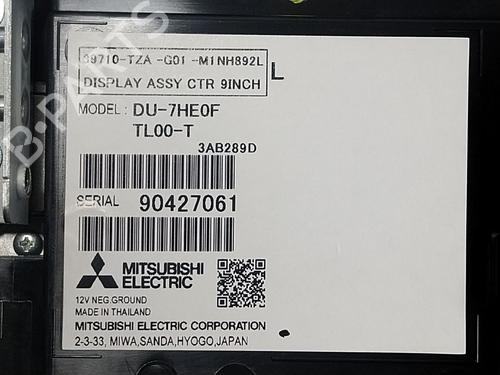 39710-TZA -G01 -M1NH892L
DISPLAY ASSY CTR 9INCH
L
MODEL : DU-7HE0F
TL00-T
3AB289D
SERIAL 90427061
MITSUBISHI
ELECTRIC
12V NEG.GROUND
MADE IN THAILAND
MITSUBISHI ELECTRIC CORPORATION
2-3-33, MIWA,SANDA,HYOGO,JAPAN
B-PARTS